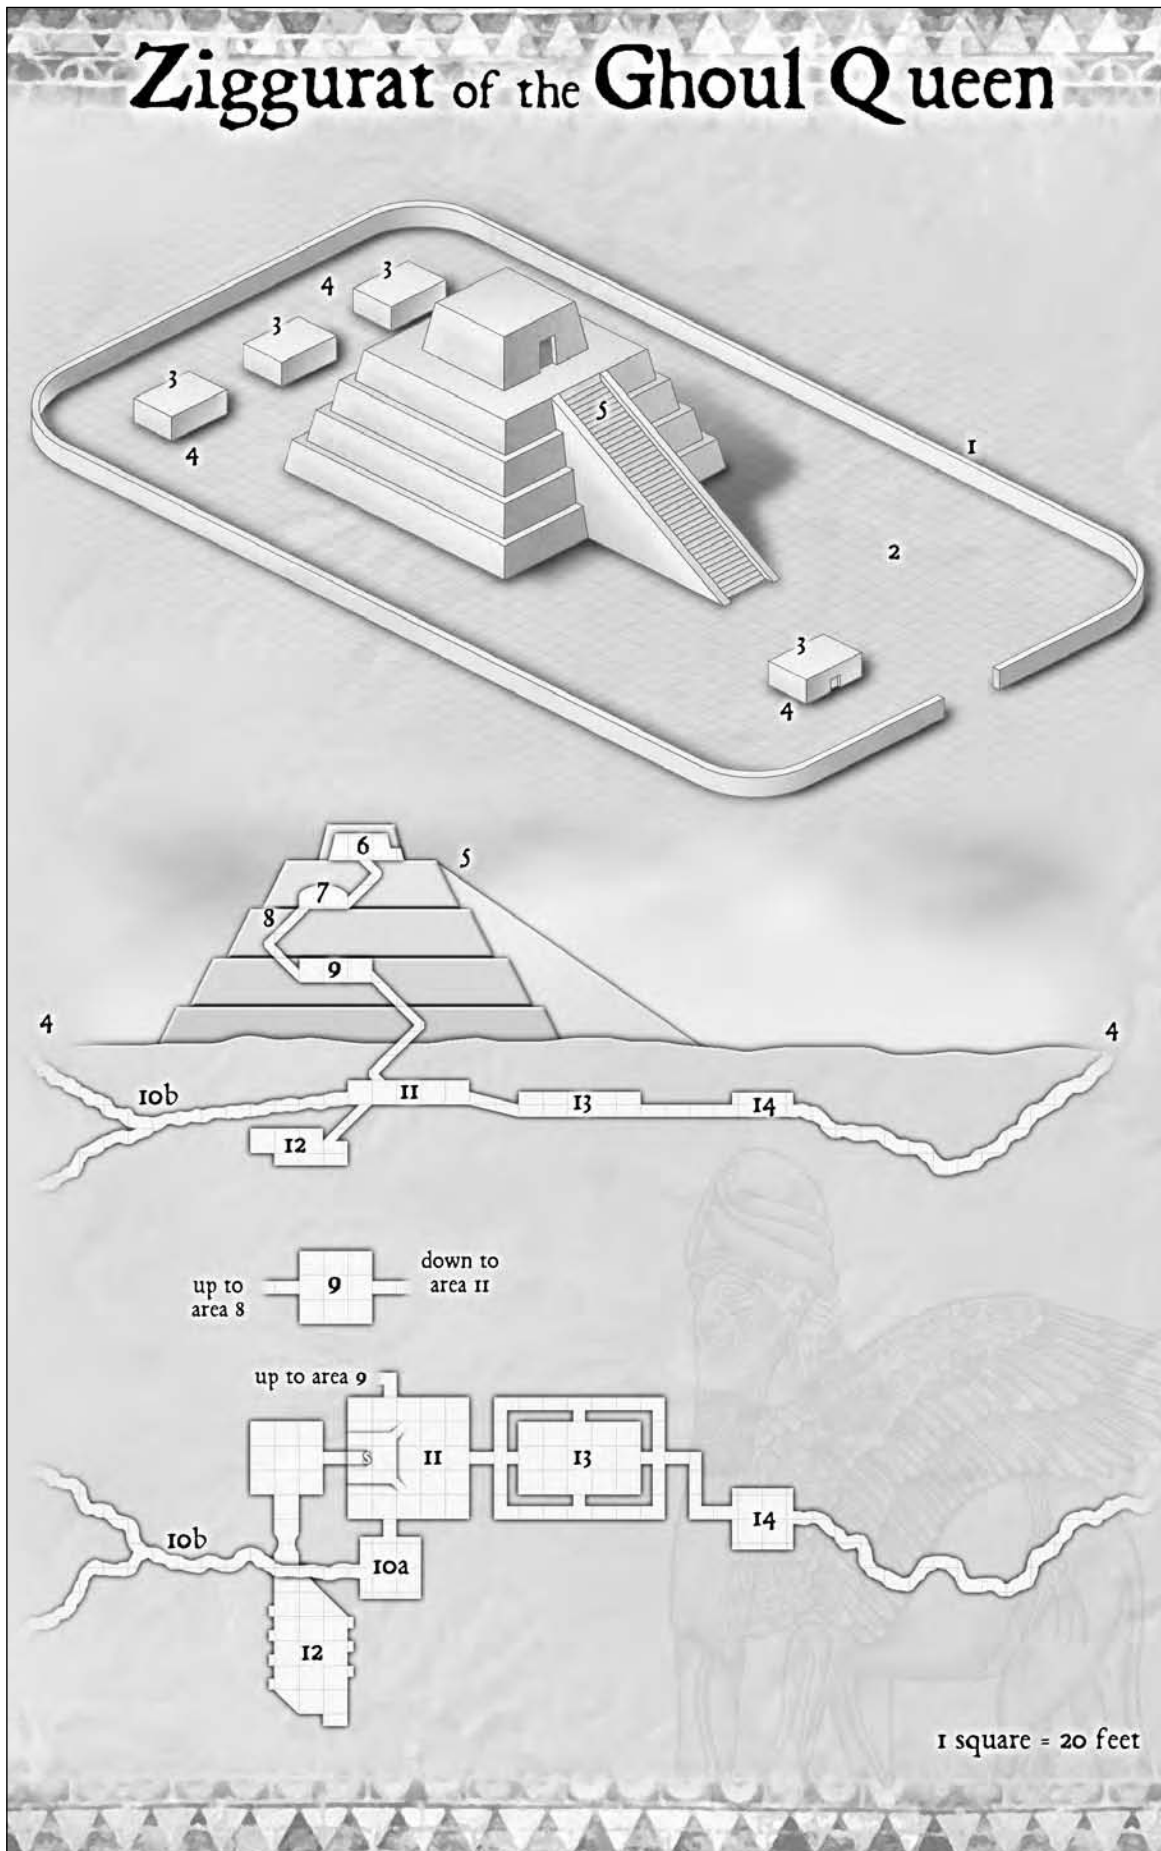 Ziggurat of the Ghoul Queen
3
4
3
3
4
5
1
2
3
4
6
5
7
8
9
4
4
10b
11
13
14
12
up to
area 8
9
down to
area 11
up to area 9
S
11
13
14
10b
10a
12
1 square = 20 feet